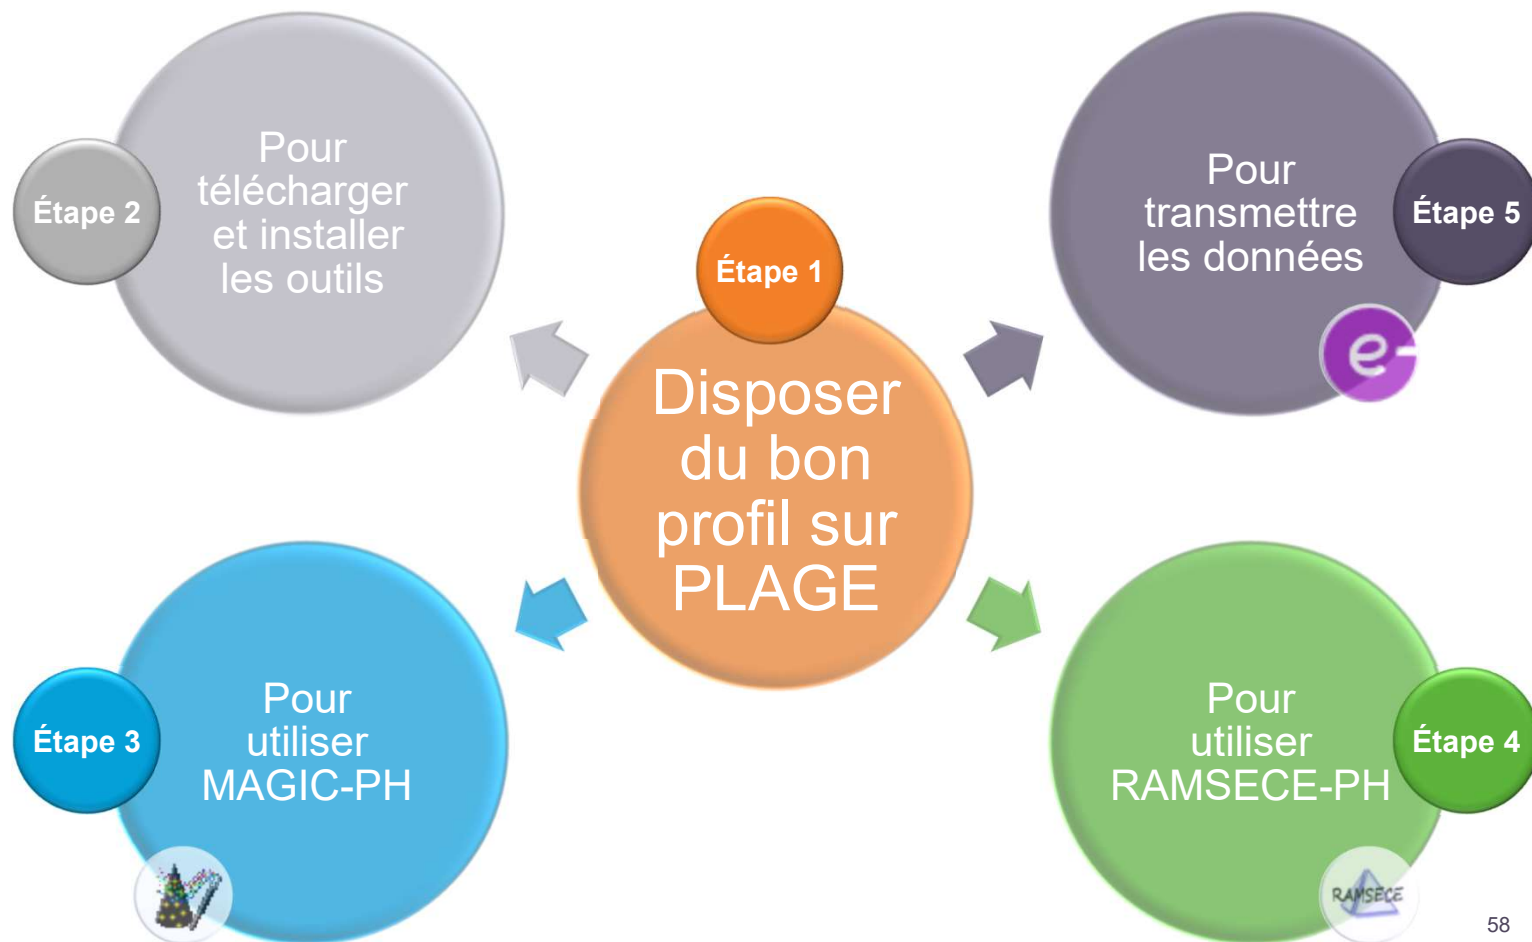 Étape 1
Disposer
du bon
profil sur
PLAGE
Étape 2
Pour
télécharger
et installer
les outils
Étape 3
Pour
utiliser
MAGIC-PH
Étape 4
Pour
utiliser
RAMSECE-PH
RAMSECE
Étape 5
Pour
transmettre
les données
e-
58